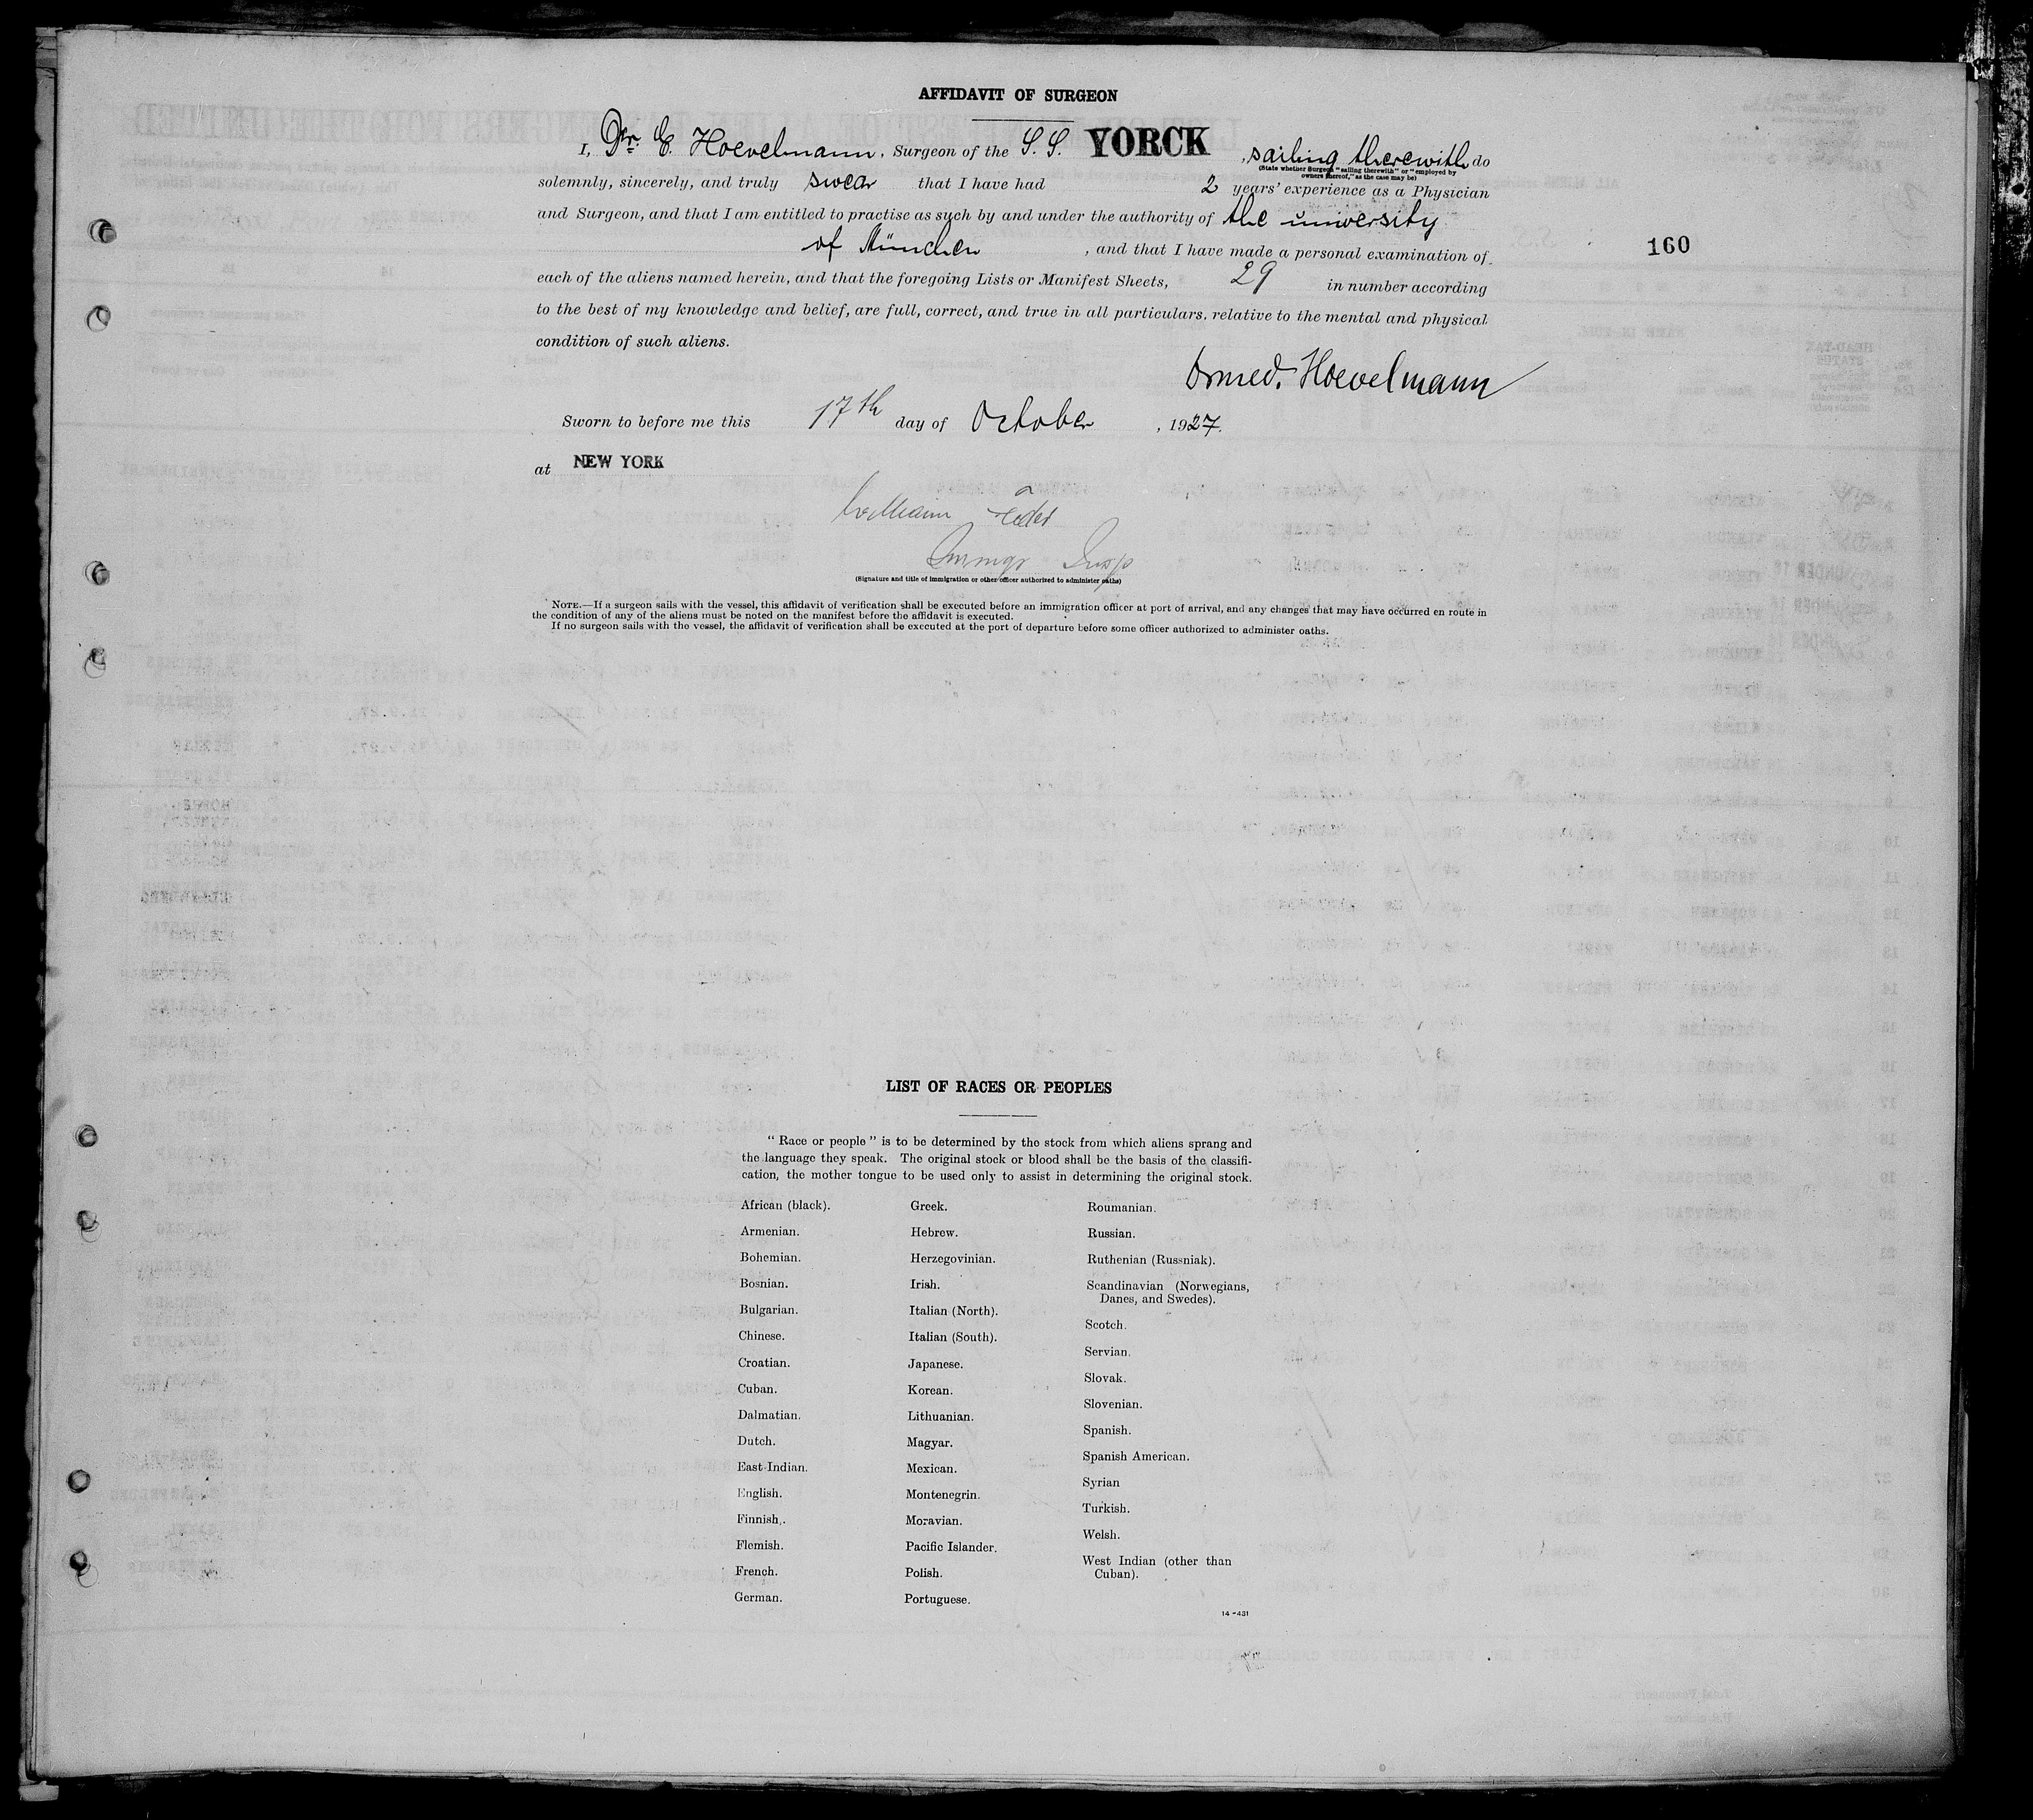 AFFIDAVIT OF SURGEON
I, Dr. E. Hoevelmann, Surgeon of the S.S. YORCK, sailing therewith do
(State whether Surgeon "sailing therewith" or "employed by
owners thereof," as the case may be)
solemnly, sincerely, and truly swear that I have had 2 years' experience as a Physician
and Surgeon, and that I am entitled to practise as such by and under the authority of the university
of München, and that I have made a personal examination of
160
each of the aliens named herein, and that the foregoing Lists or Manifest Sheets, 29 in number according
to the best of my knowledge and belief, are full, correct, and true in all particulars, relative to the mental and physical
condition of such aliens.
Drmed. Hoevelmann
Sworn to before me this 17th day of October, 1927.
at NEW YORK
William
Immgr Insp
(Signature and title of immigration or other officer authorized to administer oaths)
NOTE.—If a surgeon sails with the vessel, this affidavit of verification shall be executed before an immigration officer at port of arrival, and any changes that may have occurred en route in
the condition of any of the aliens must be noted on the manifest before the affidavit is executed.
If no surgeon sails with the vessel, the affidavit of verification shall be executed at the port of departure before some officer authorized to administer oaths.
LIST OF RACES OR PEOPLES
"Race or people" is to be determined by the stock from which aliens sprang and
the language they speak. The original stock or blood shall be the basis of the classifi-
cation, the mother tongue to be used only to assist in determining the original stock.
African (black).
Armenian.
Bohemian.
Bosnian.
Bulgarian.
Chinese.
Croatian.
Cuban.
Dalmatian.
Dutch.
East Indian.
English.
Finnish.
Flemish.
French.
German.
Greek.
Hebrew.
Herzegovinian.
Irish.
Italian (North).
Italian (South).
Japanese.
Korean.
Lithuanian.
Magyar.
Mexican.
Montenegrin.
Moravian.
Pacific Islander.
Polish.
Portuguese.
Roumanian.
Russian.
Ruthenian (Russniak).
Scandinavian (Norwegians,
Danes, and Swedes).
Scotch.
Servian.
Slovak.
Slovenian.
Spanish.
Spanish American.
Syrian
Turkish.
Welsh.
West Indian (other than
Cuban).
14-431